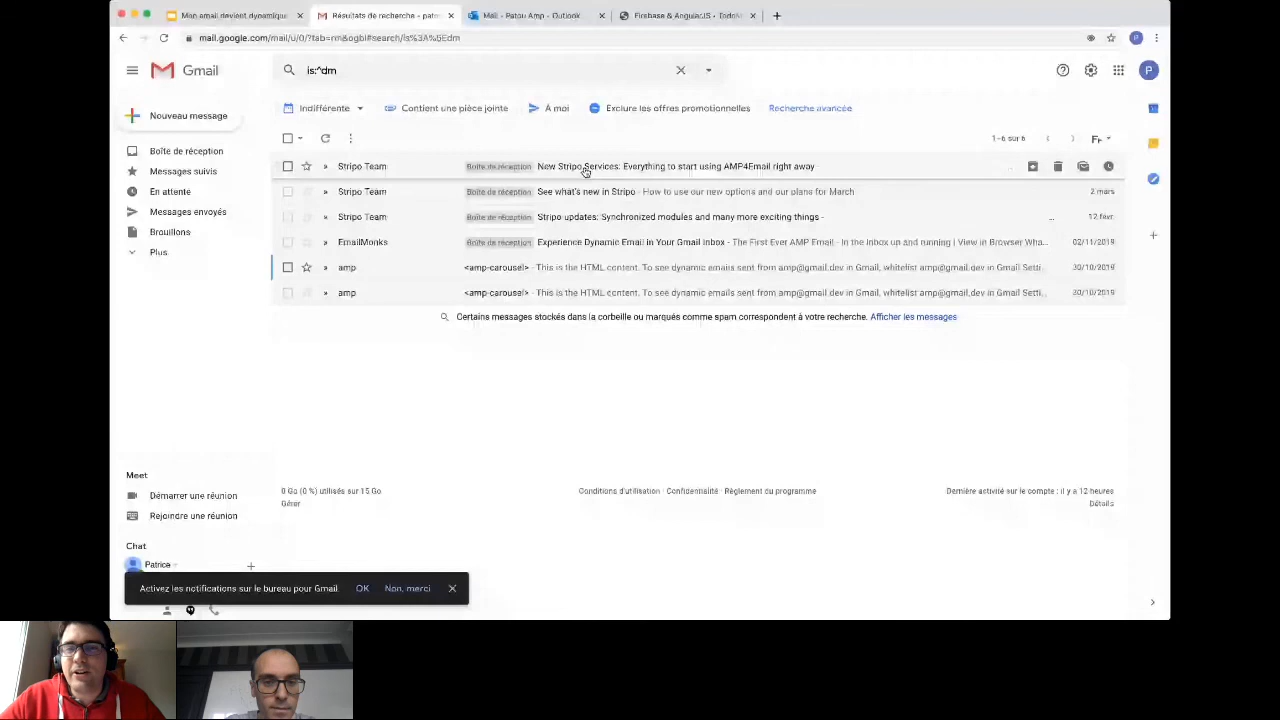 Mon email devient dynamique
Résultats de recherche - pato
Mail - Patou Amp - Outlook
Firebase & AngularJS - TodoM
mail.google.com/mail/u/0/?tab=rm&ogbl#search/is%3A%5Edm
P
Gmail
is:^dm
P
Nouveau message
Indifférente
Contient une pièce jointe
À moi
Exclure les offres promotionnelles
Recherche avancée
1–6 sur 6
Boîte de réception
Messages suivis
En attente
Messages envoyés
Brouillons
Plus
Stripo Team Boîte de réception New Stripo Services: Everything to start using AMP4Email right away
Stripo Team Boîte de réception See what's new in Stripo - How to use our new options and our plans for March 2 mars
Stripo Team Boîte de réception Stripo updates: Synchronized modules and many more exciting things - ... 12 févr.
EmailMonks Boîte de réception Experience Dynamic Email in Your Gmail Inbox - The First Ever AMP Email - In the Inbox up and running | View in Browser Wha... 02/11/2019
amp <amp-carousel> - This is the HTML content. To see dynamic emails sent from amp@gmail.dev in Gmail, whitelist amp@gmail.dev in Gmail Setti... 30/10/2019
amp <amp-carousel> - This is the HTML content. To see dynamic emails sent from amp@gmail.dev in Gmail, whitelist amp@gmail.dev in Gmail Setti... 30/10/2019
Certains messages stockés dans la corbeille ou marqués comme spam correspondent à votre recherche. Afficher les messages
Meet
Démarrer une réunion
Rejoindre une réunion
0 Go (0 %) utilisés sur 15 Go
Gérer
Conditions d'utilisation · Confidentialité · Règlement du programme
Dernière activité sur le compte : il y a 12 heures
Détails
Chat
Patrice
Activez les notifications sur le bureau pour Gmail. OK Non, merci